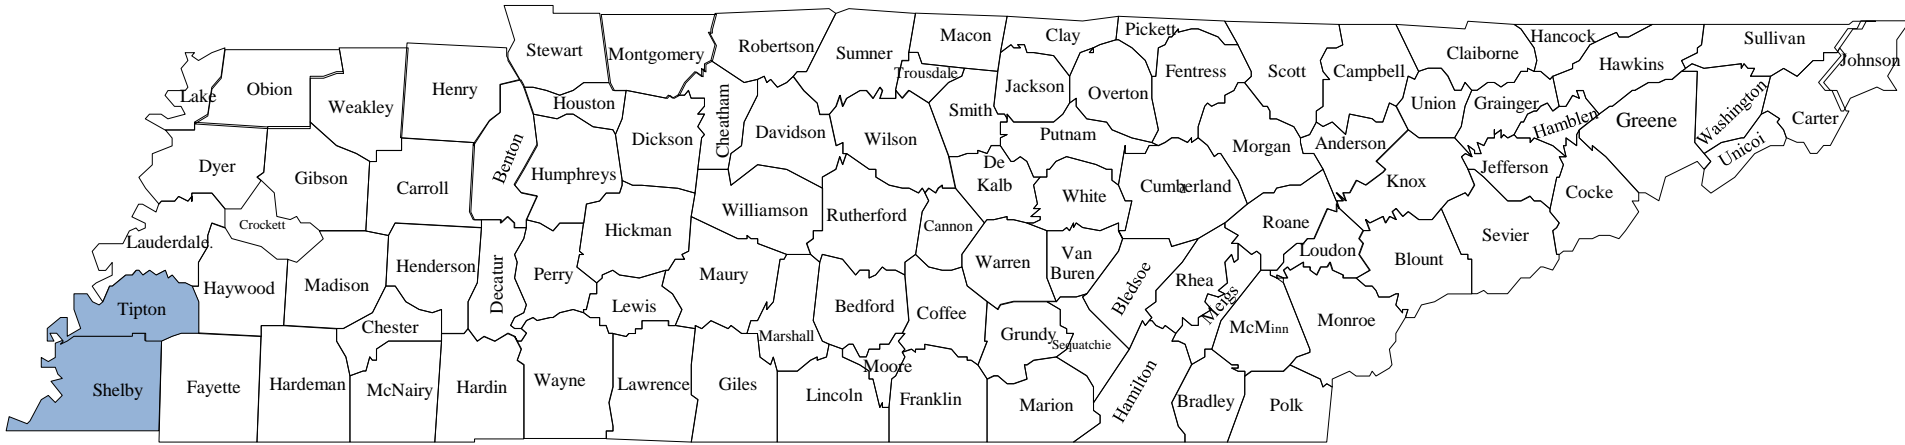 Stewart
Montgomery
Robertson
Sumner
Macon
Clay
Pickett
Hancock
Sullivan
Johnson
Lake
Obion
Weakley
Henry
Houston
Cheatham
Trousdale
Jackson
Overton
Fentress
Scott
Campbell
Claiborne
Hawkins
Union
Grainger
Hamblen
Greene
Washington
Carter
Unicoi
Dyer
Gibson
Carroll
Benton
Humphreys
Dickson
Davidson
Wilson
Smith
Putnam
De
Kalb
White
Cumberland
d
Morgan
Anderson
Knox
Jefferson
Cocke
Crockett
Lauderdale.
Haywood
Madison
Henderson
Decatur
Perry
Hickman
Williamson
Rutherford
Cannon
Warren
Van
Buren
Bledsoe
Rhea
Meigs
Roane
Loudon
Blount
Sevier
Tipton
Chester
Lewis
Maury
Marshall
Bedford
Coffee
Grundy
Sequatchie
McMinn
Monroe
Shelby
Fayette
Hardeman
McNairy
Hardin
Wayne
Lawrence
Giles
Lincoln
Moore
Franklin
Marion
Hamilton
Bradley
Polk